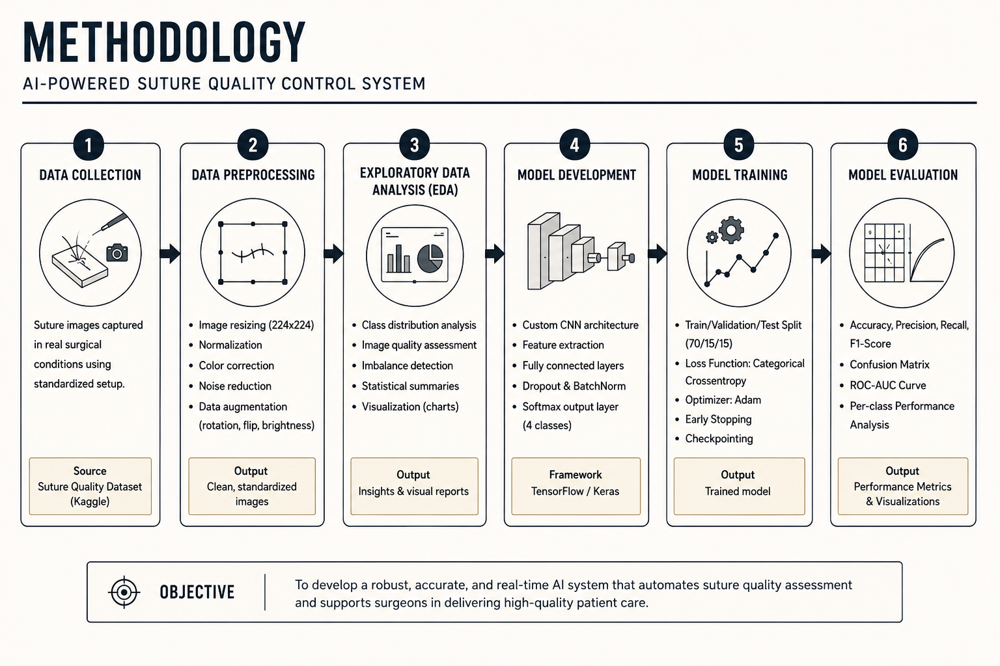 METHODOLOGY
AI-POWERED SUTURE QUALITY CONTROL SYSTEM
1
DATA COLLECTION
Suture images captured
in real surgical
conditions using
standardized setup.
Source
Suture Quality Dataset
(Kaggle)
2
DATA PREPROCESSING
• Image resizing (224x224)
• Normalization
• Color correction
• Noise reduction
• Data augmentation
(rotation, flip, brightness)
Output
Clean, standardized
images
3
EXPLORATORY DATA
ANALYSIS (EDA)
• Class distribution analysis
• Image quality assessment
• Imbalance detection
• Statistical summaries
• Visualization (charts)
Output
Insights & visual reports
4
MODEL DEVELOPMENT
• Custom CNN architecture
• Feature extraction
• Fully connected layers
• Dropout & BatchNorm
• Softmax output layer
(4 classes)
Framework
TensorFlow / Keras
5
MODEL TRAINING
• Train/Validation/Test Split
(70/15/15)
• Loss Function: Categorical
Crossentropy
• Optimizer: Adam
• Early Stopping
• Checkpointing
Output
Trained model
6
MODEL EVALUATION
• Accuracy, Precision, Recall,
F1-Score
• Confusion Matrix
• ROC-AUC Curve
• Per-class Performance
Analysis
Output
Performance Metrics
& Visualizations
OBJECTIVE
To develop a robust, accurate, and real-time AI system that automates suture quality assessment
and supports surgeons in delivering high-quality patient care.